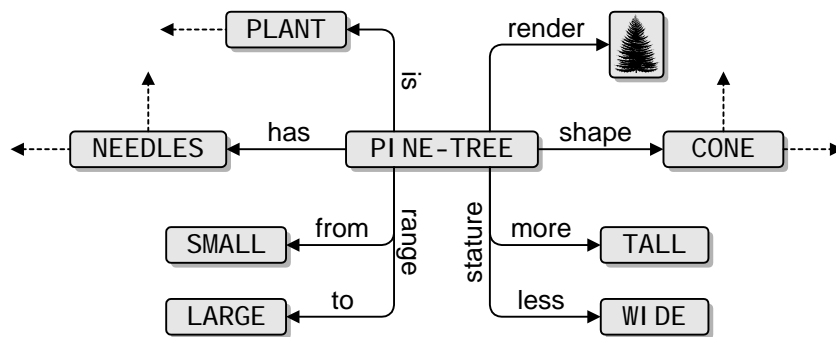 PLANT
render
is
NEEDLES
has
PINE-TREE
shape
CONE
SMALL
from
range
stature
more
TALL
LARGE
to
less
WIDE